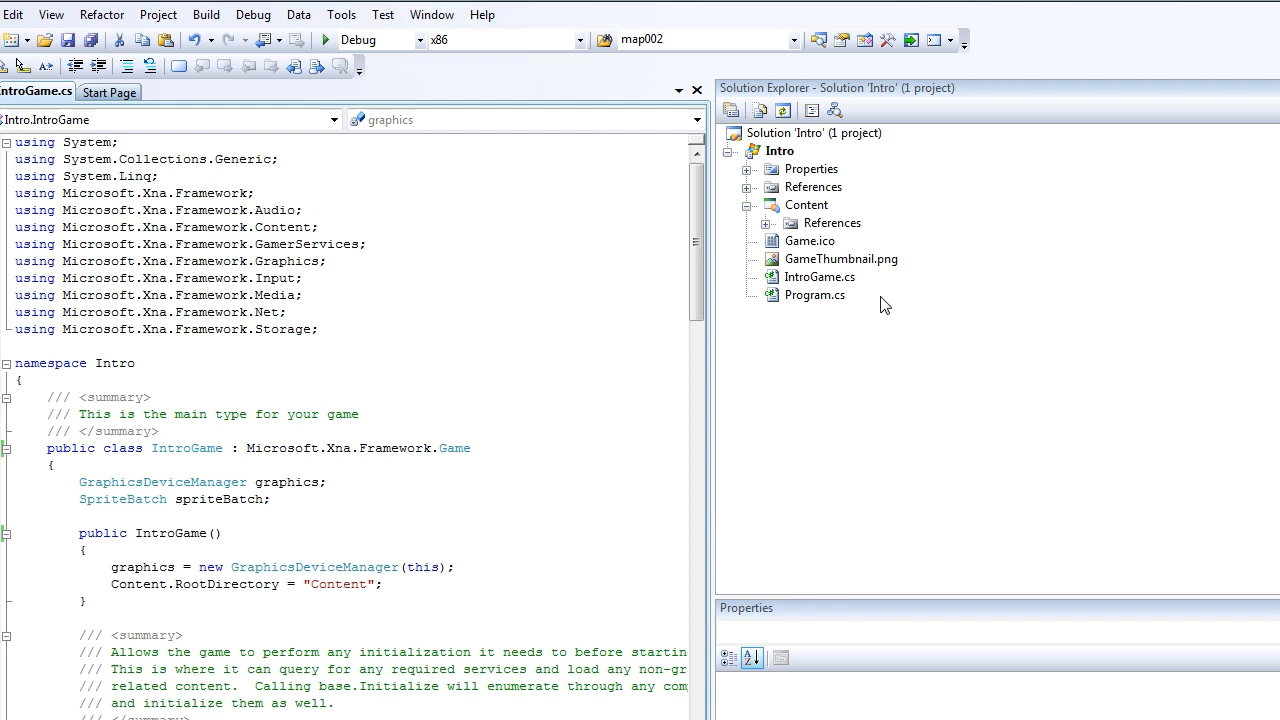 Edit View Refactor Project Build Debug Data Tools Test Window Help
Debug x86 map002
IntroGame.cs Start Page
Intro.IntroGame graphics
using System;
using System.Collections.Generic;
using System.Linq;
using Microsoft.Xna.Framework;
using Microsoft.Xna.Framework.Audio;
using Microsoft.Xna.Framework.Content;
using Microsoft.Xna.Framework.GamerServices;
using Microsoft.Xna.Framework.Graphics;
using Microsoft.Xna.Framework.Input;
using Microsoft.Xna.Framework.Media;
using Microsoft.Xna.Framework.Net;
using Microsoft.Xna.Framework.Storage;
namespace Intro
{
/// <summary>
/// This is the main type for your game
/// </summary>
public class IntroGame : Microsoft.Xna.Framework.Game
{
GraphicsDeviceManager graphics;
SpriteBatch spriteBatch;
public IntroGame()
{
graphics = new GraphicsDeviceManager(this);
Content.RootDirectory = "Content";
}
/// <summary>
/// Allows the game to perform any initialization it needs to before startin
/// This is where it can query for any required services and load any non-gr
/// related content.  Calling base.Initialize will enumerate through any com
/// and initialize them as well.
/// </summary>
Solution Explorer - Solution 'Intro' (1 project)
Solution 'Intro' (1 project)
Intro
Properties
References
Content
References
Game.ico
GameThumbnail.png
IntroGame.cs
Program.cs
Properties